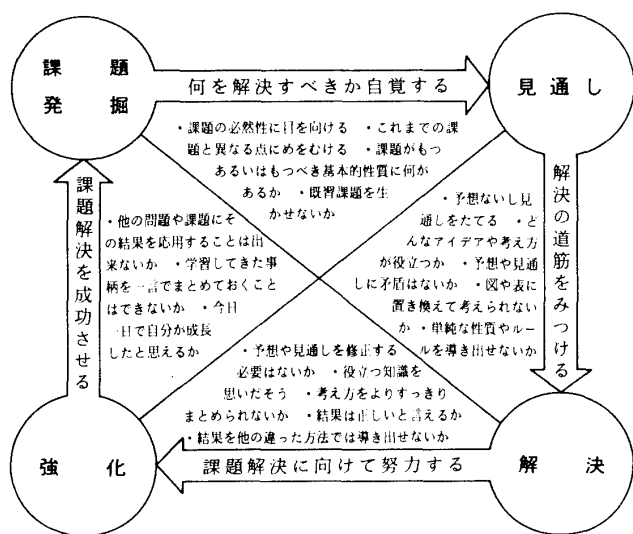 課題
発掘
何を解決すべきか自覚する
見通し
・課題の必然性に目を向ける ・これまでの課
題と異なる点にめをむける ・課題がもつ
あるいはもつべき基本的性質に何が
あるか ・既習課題を生
かせないか
・予想ないし見
通しをたてる ・ど
んなアイデアや考え方
が役立つか ・予想や見通
しに矛盾はないか ・図や表に
置き換えて考えられない
か ・単純な性質やルー
ルを導き出せないか
解決の道筋をみつける
課題解決を成功させる
・他の問題や課題にそ
の結果を応用することは出
来ないか ・学習してきた事
柄を一言でまとめておくこと
はできないか ・今日
一日で自分が成長
したと思えるか
・予想や見通しを修正する
必要はないか ・役立つ知識を
思いだそう ・考え方をよりすっきり
まとめられないか ・結果は正しいと言えるか
・結果を他の違った方法では導き出せないか
強化
課題解決に向けて努力する
解決